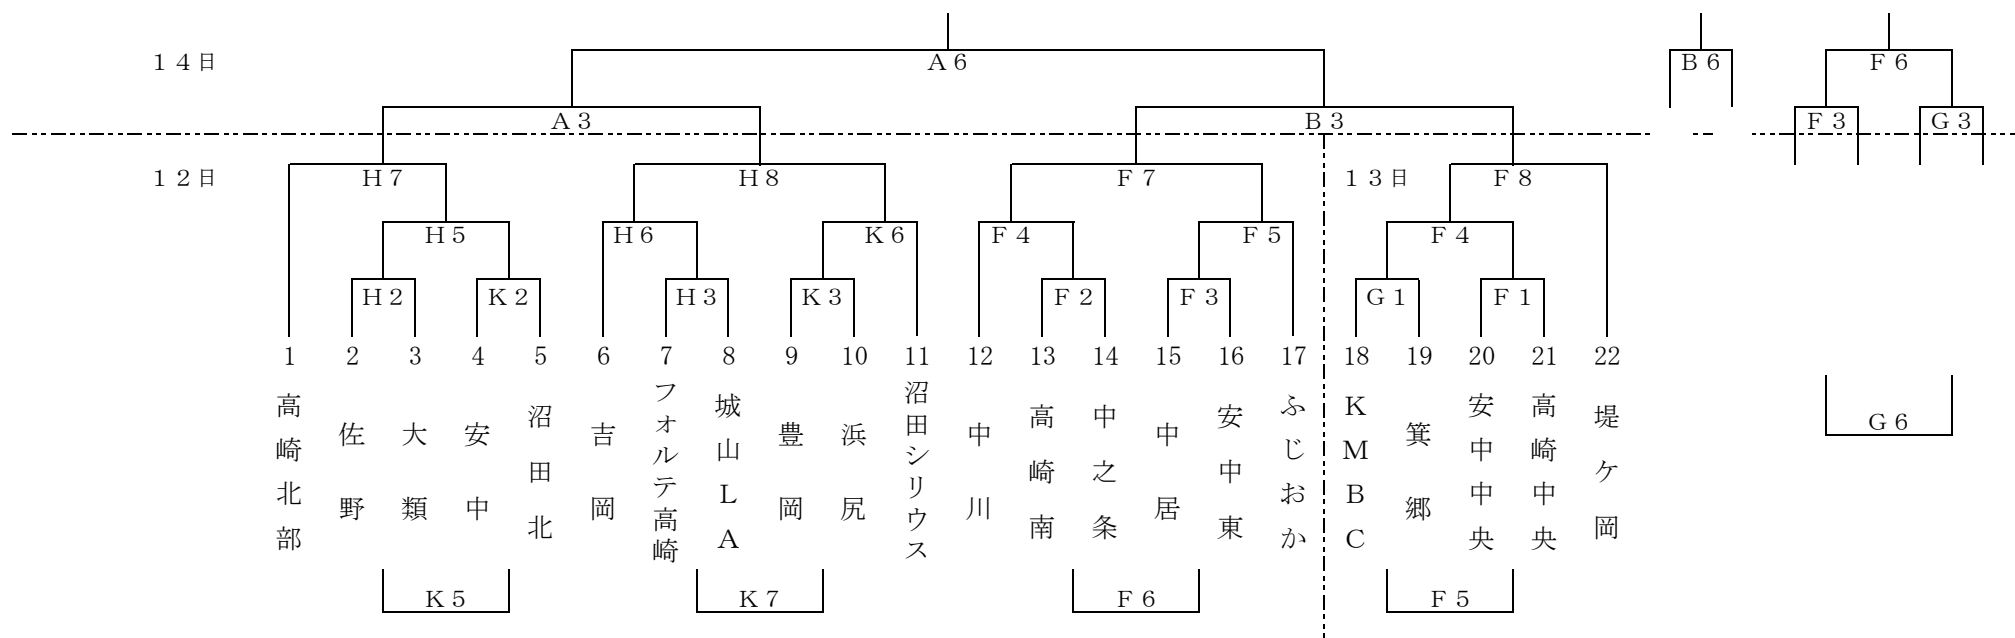 １４日 Ａ６ Ｂ６ Ｆ６
Ａ３ Ｂ３ Ｆ３ Ｇ３
１２日 Ｈ７ Ｈ８ Ｆ７ １３日 Ｆ８
Ｈ５ Ｈ６ Ｋ６ Ｆ４ Ｆ５ Ｆ４
Ｈ２ Ｋ２ Ｈ３ Ｋ３ Ｆ２ Ｆ３ Ｇ１ Ｆ１
1 2 3 4 5 6 7 8 9 10 11 12 13 14 15 16 17 18 19 20 21 22
高崎北部
佐野
大類
安中
沼田北
吉岡
フォルテ高崎
城山ＬＡ
豊岡
浜尻
沼田シリウス
中川
高崎南
中之条
中居
安中東
ふじおか
ＫＭＢＣ
箕郷
安中中央
高崎中央
堤ケ岡
Ｇ６
Ｋ５ Ｋ７ Ｆ６ Ｆ５